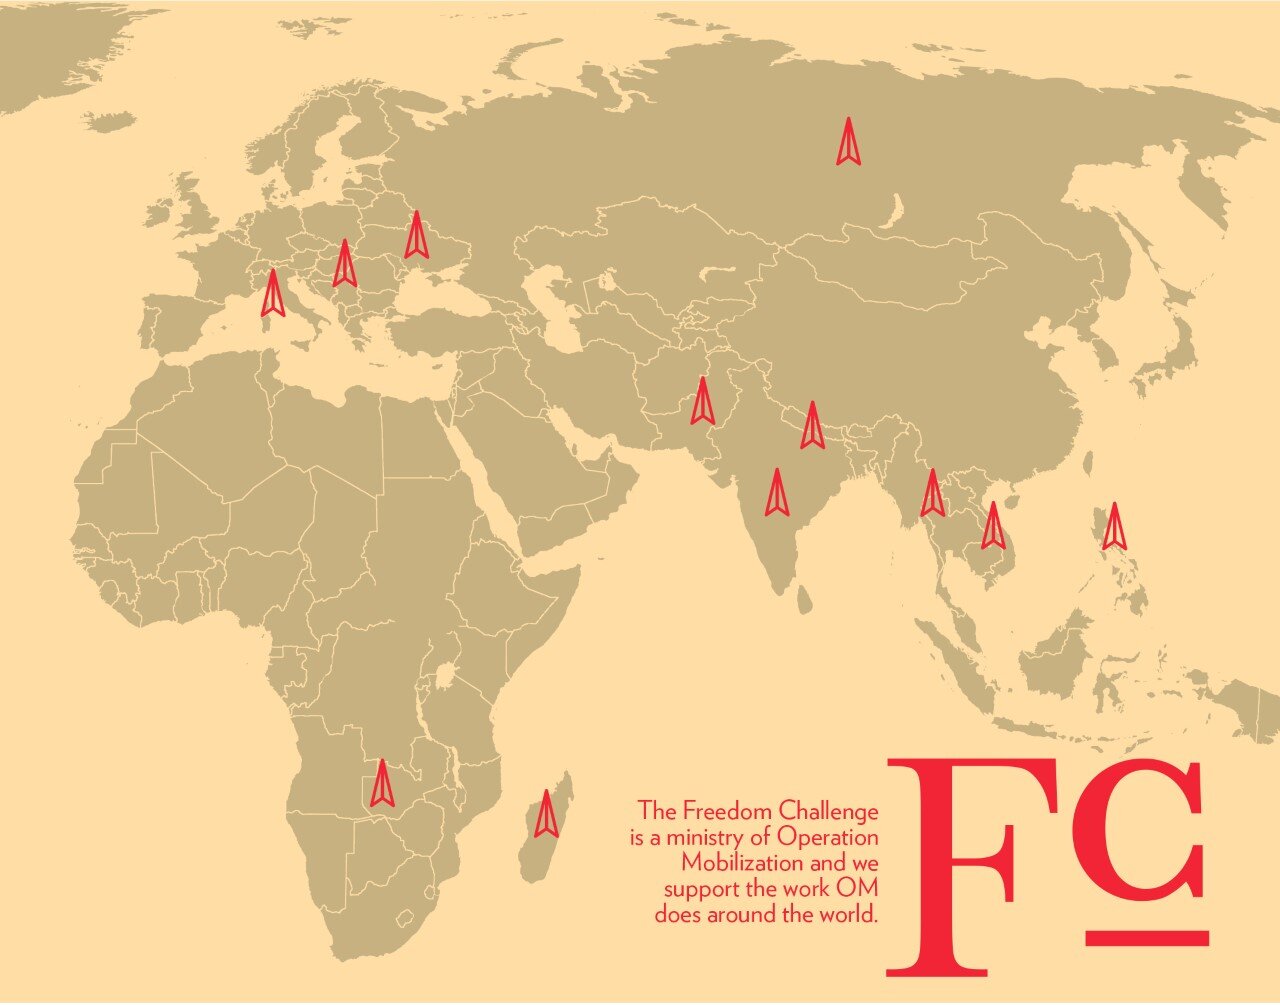 The Freedom Challenge
is a ministry of Operation
Mobilization and we
support the work OM
does around the world.
FC